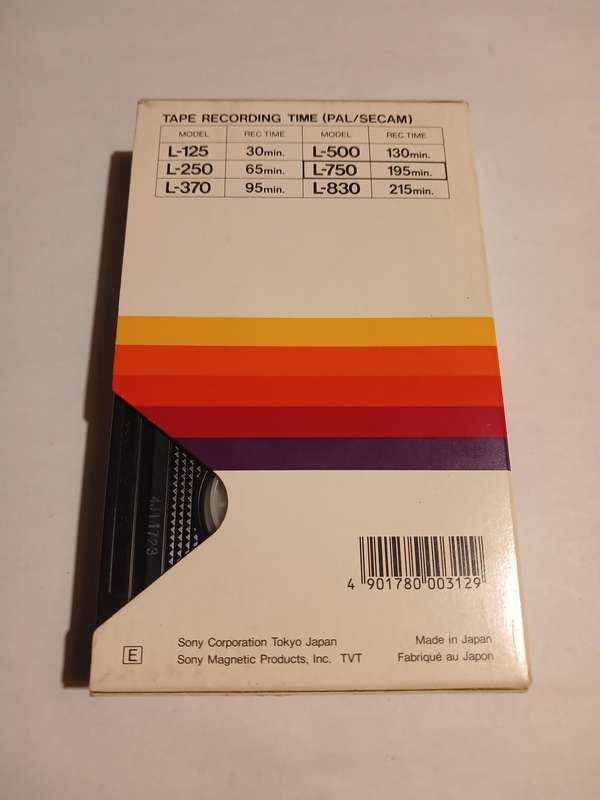 TAPE RECORDING TIME (PAL/SECAM)
MODEL REC.TIME MODEL REC.TIME
L-125 30min. L-500 130min.
L-250 65min. L-750 195min.
L-370 95min. L-830 215min.
4J11723
4 901780 003129
E
Sony Corporation Tokyo Japan
Sony Magnetic Products, Inc. TVT
Made in Japan
Fabriqué au Japon